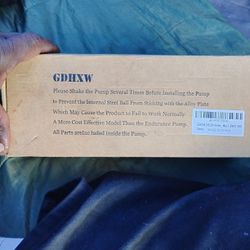 GDHXW
Please Shake the Pump Several Times Before Installing the Pump
to Prevent the Internal Steel Ball From Sticking with the Alloy Plate
Which May Cause the Product to Fail to Work Normally
A More Cost Effective Model Than the Endurance Pump.
All Parts are included Inside the Pump.